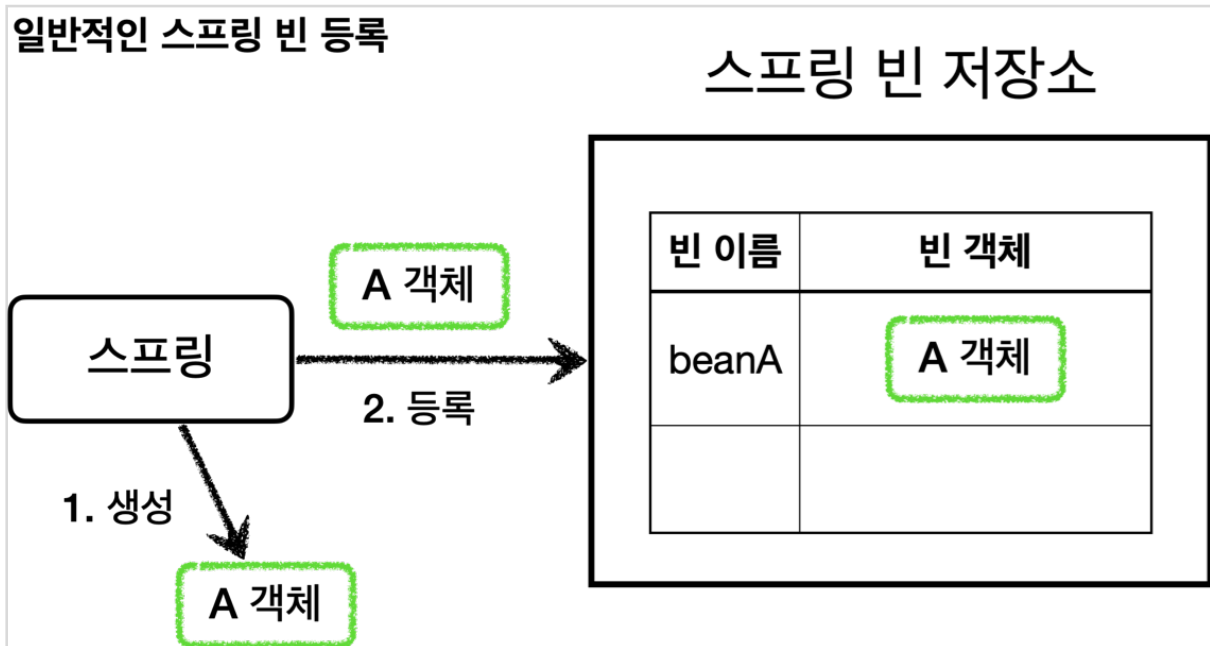 일반적인 스프링 빈 등록
스프링 빈 저장소
빈 이름
빈 객체
A 객체
스프링
beanA
A 객체
2. 등록
1. 생성
A 객체